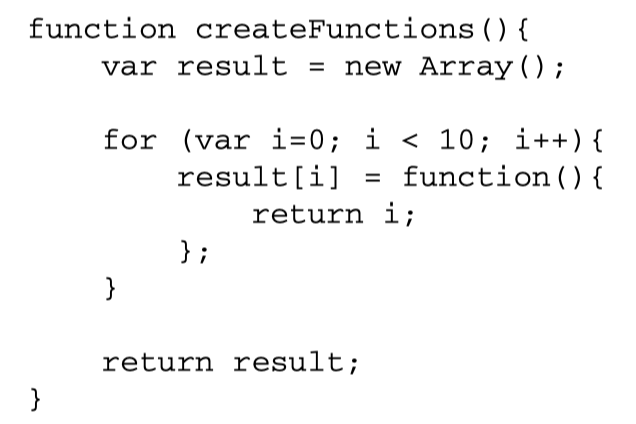 function createFunctions(){
    var result = new Array();

    for (var i=0; i < 10; i++){
        result[i] = function(){
            return i;
        };
    }

    return result;
}